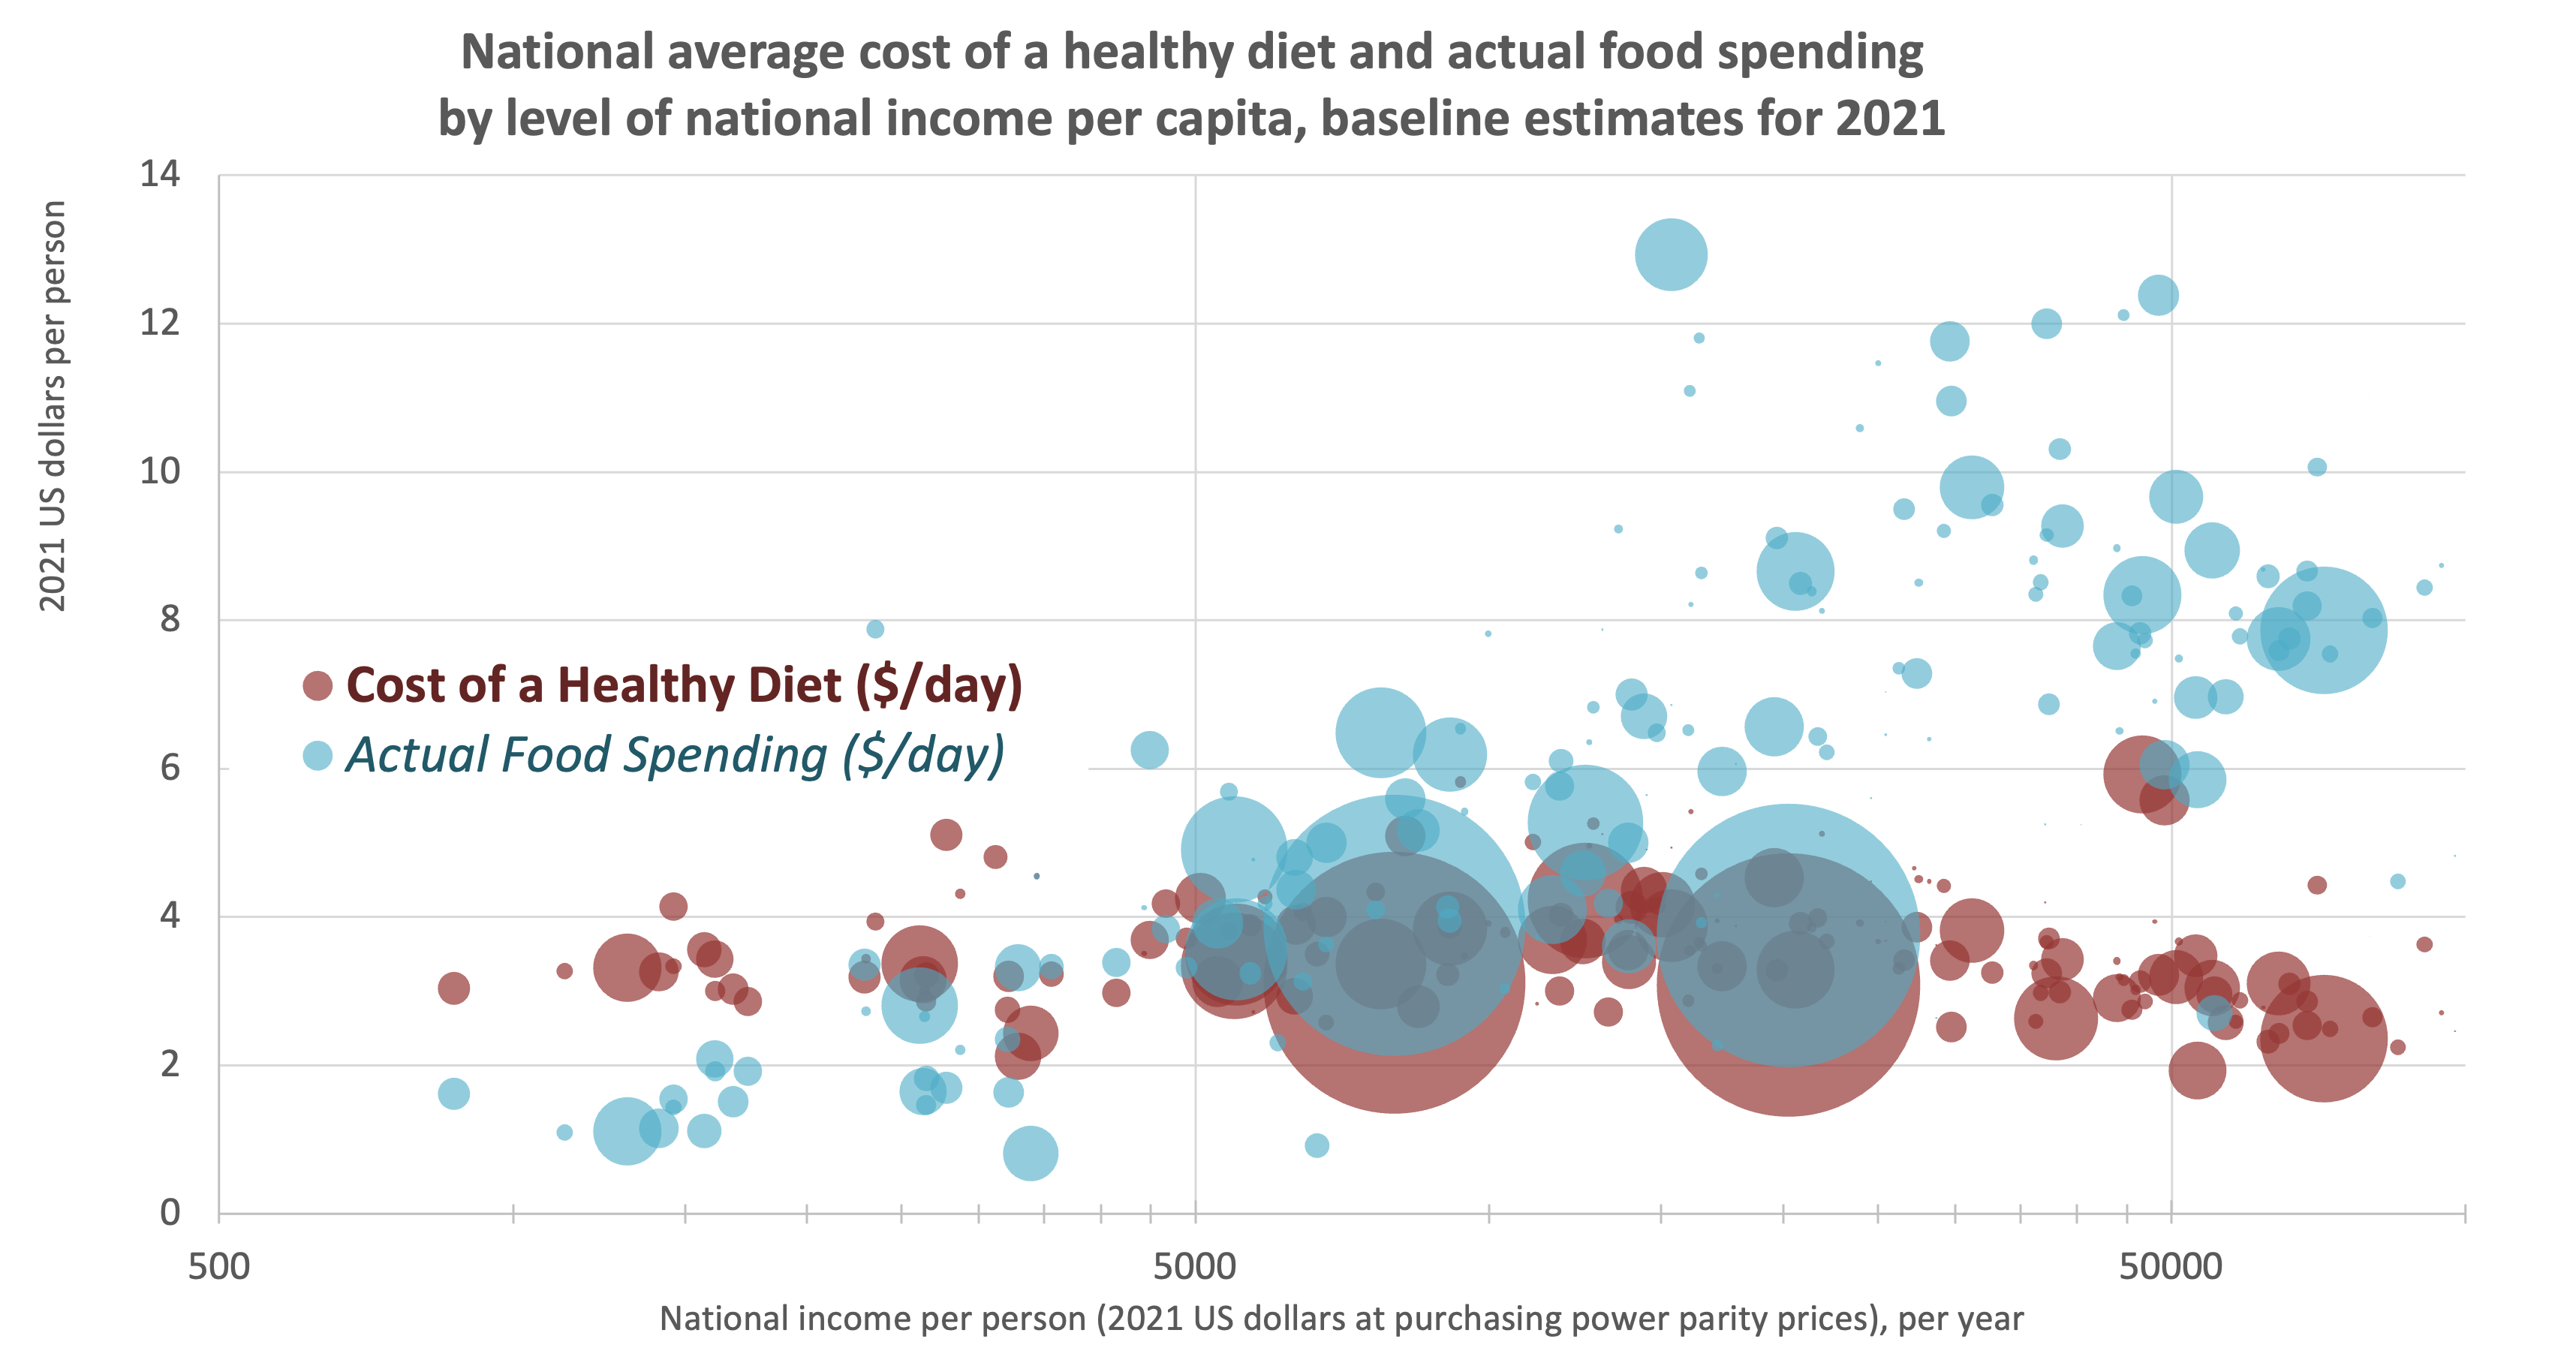 National average cost of a healthy diet and actual food spending
by level of national income per capita, baseline estimates for 2021
2021 US dollars per person
14
12
10
8
6
4
2
0
Cost of a Healthy Diet ($/day)
Actual Food Spending ($/day)
500
5000
50000
National income per person (2021 US dollars at purchasing power parity prices), per year